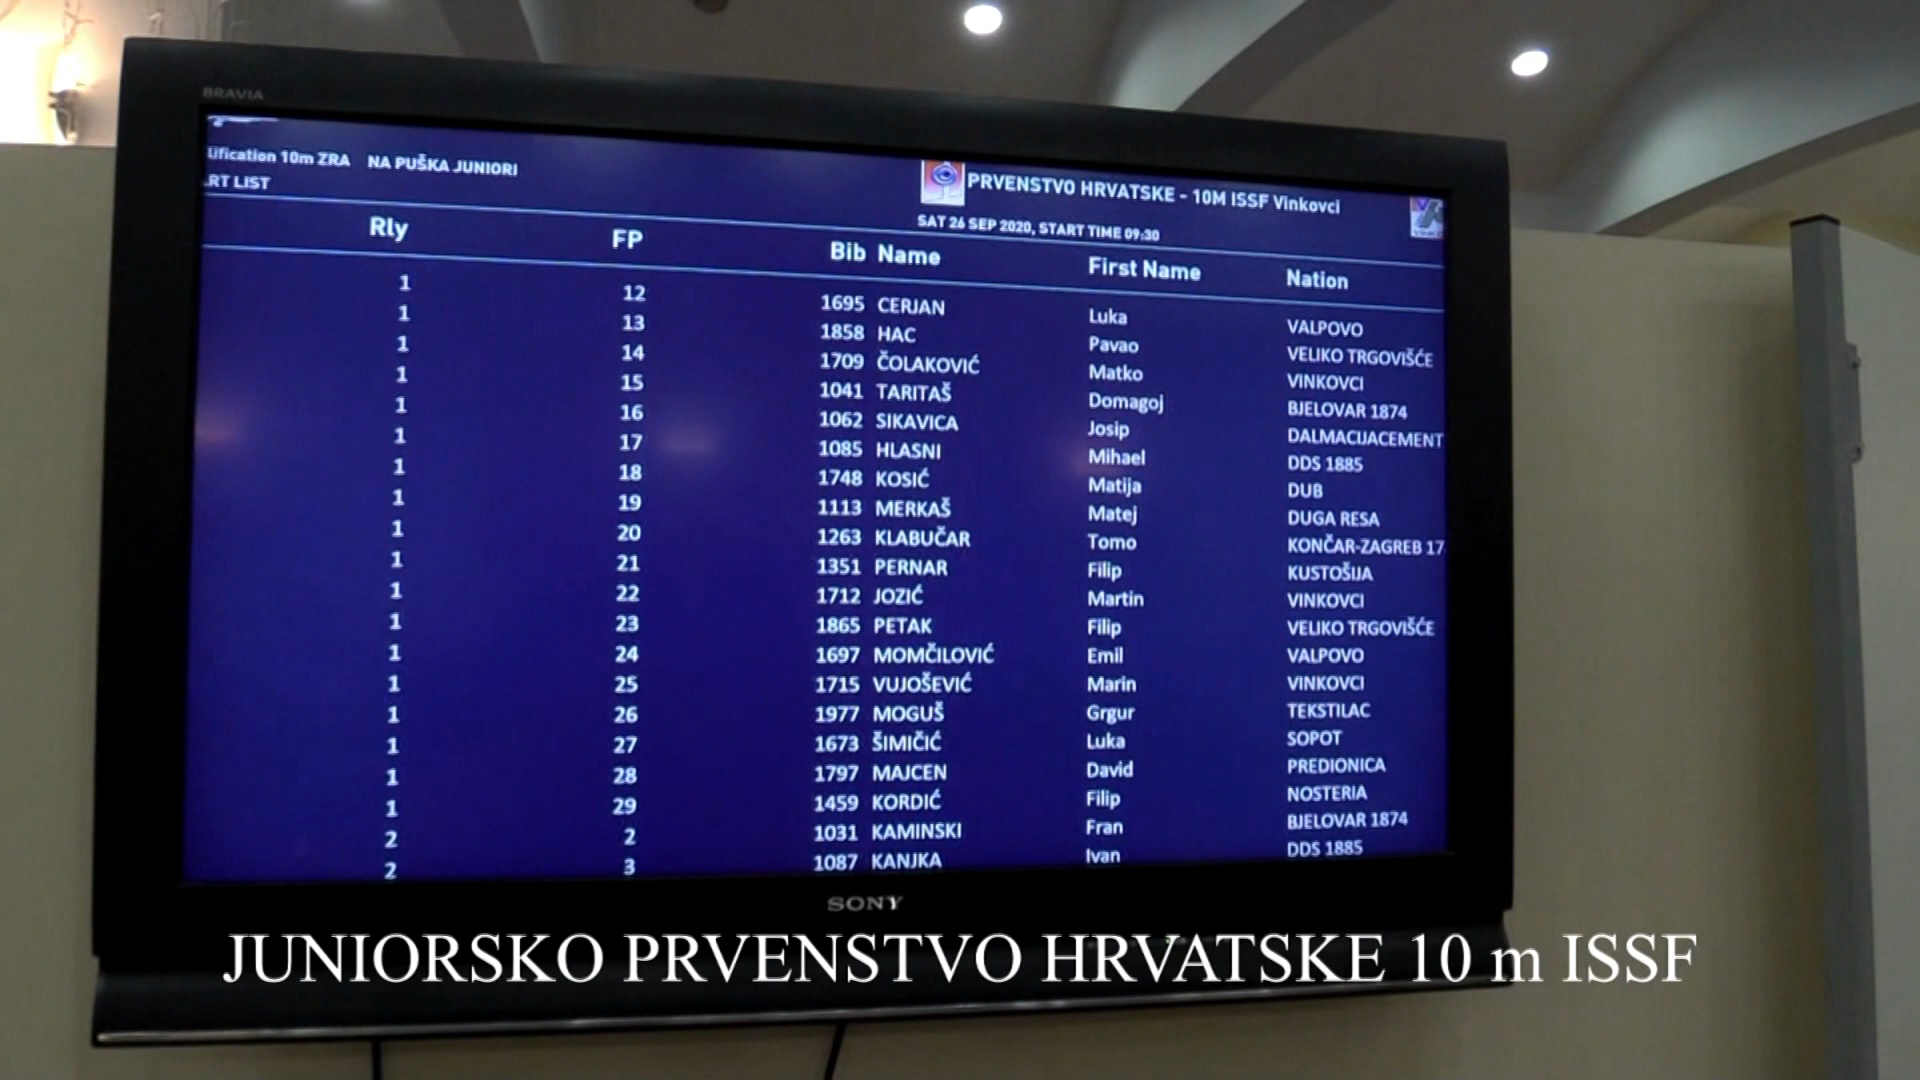 BRAVIA
lification 10m ZRA NA PUŠKA JUNIORI
RT LIST
PRVENSTVO HRVATSKE - 10M ISSF Vinkovci
SAT 26 SEP 2020, START TIME 09:30
Rly FP Bib Name First Name Nation
1 12 1695 CERJAN Luka VALPOVO
1 13 1858 HAC Pavao VELIKO TRGOVIŠĆE
1 14 1709 ČOLAKOVIĆ Matko VINKOVCI
1 15 1041 TARITAŠ Domagoj BJELOVAR 1874
1 16 1062 SIKAVICA Josip DALMACIJACEMENT
1 17 1085 HLASNI Mihael DDS 1885
1 18 1748 KOSIĆ Matija DUB
1 19 1113 MERKAŠ Matej DUGA RESA
1 20 1263 KLABUČAR Tomo KONČAR-ZAGREB 17
1 21 1351 PERNAR Filip KUSTOŠIJA
1 22 1712 JOZIĆ Martin VINKOVCI
1 23 1865 PETAK Filip VELIKO TRGOVIŠĆE
1 24 1697 MOMČILOVIĆ Emil VALPOVO
1 25 1715 VUJOŠEVIĆ Marin VINKOVCI
1 26 1977 MOGUŠ Grgur TEKSTILAC
1 27 1673 ŠIMIČIĆ Luka SOPOT
1 28 1797 MAJCEN David PREDIONICA
1 29 1459 KORDIĆ Filip NOSTERIA
2 2 1031 KAMINSKI Fran BJELOVAR 1874
2 3 1087 KANJKA Ivan DDS 1885
SONY
JUNIORSKO PRVENSTVO HRVATSKE 10 m ISSF